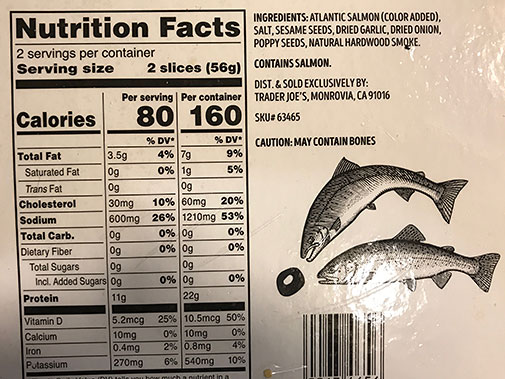 Nutrition Facts
2 servings per container
Serving size 2 slices (56g)
Per serving Per container
Calories 80 160
% DV* % DV*
Total Fat 3.5g 4% 7g 9%
Saturated Fat 0g 0% 1g 5%
Trans Fat 0g 0g
Cholesterol 30mg 10% 60mg 20%
Sodium 600mg 26% 1210mg 53%
Total Carb. 0g 0% 0g 0%
Dietary Fiber 0g 0% 0g 0%
Total Sugars 0g 0g
Incl. Added Sugars 0g 0% 0g 0%
Protein 11g 22g
Vitamin D 5.2mcg 25% 10.5mcg 50%
Calcium 10mg 0% 10mg 0%
Iron 0.4mg 2% 0.8mg 4%
Potassium 270mg 6% 540mg 10%
INGREDIENTS: ATLANTIC SALMON (COLOR ADDED),
SALT, SESAME SEEDS, DRIED GARLIC, DRIED ONION,
POPPY SEEDS, NATURAL HARDWOOD SMOKE.
CONTAINS SALMON.
DIST. & SOLD EXCLUSIVELY BY:
TRADER JOE'S, MONROVIA, CA 91016
SKU# 63465
CAUTION: MAY CONTAIN BONES